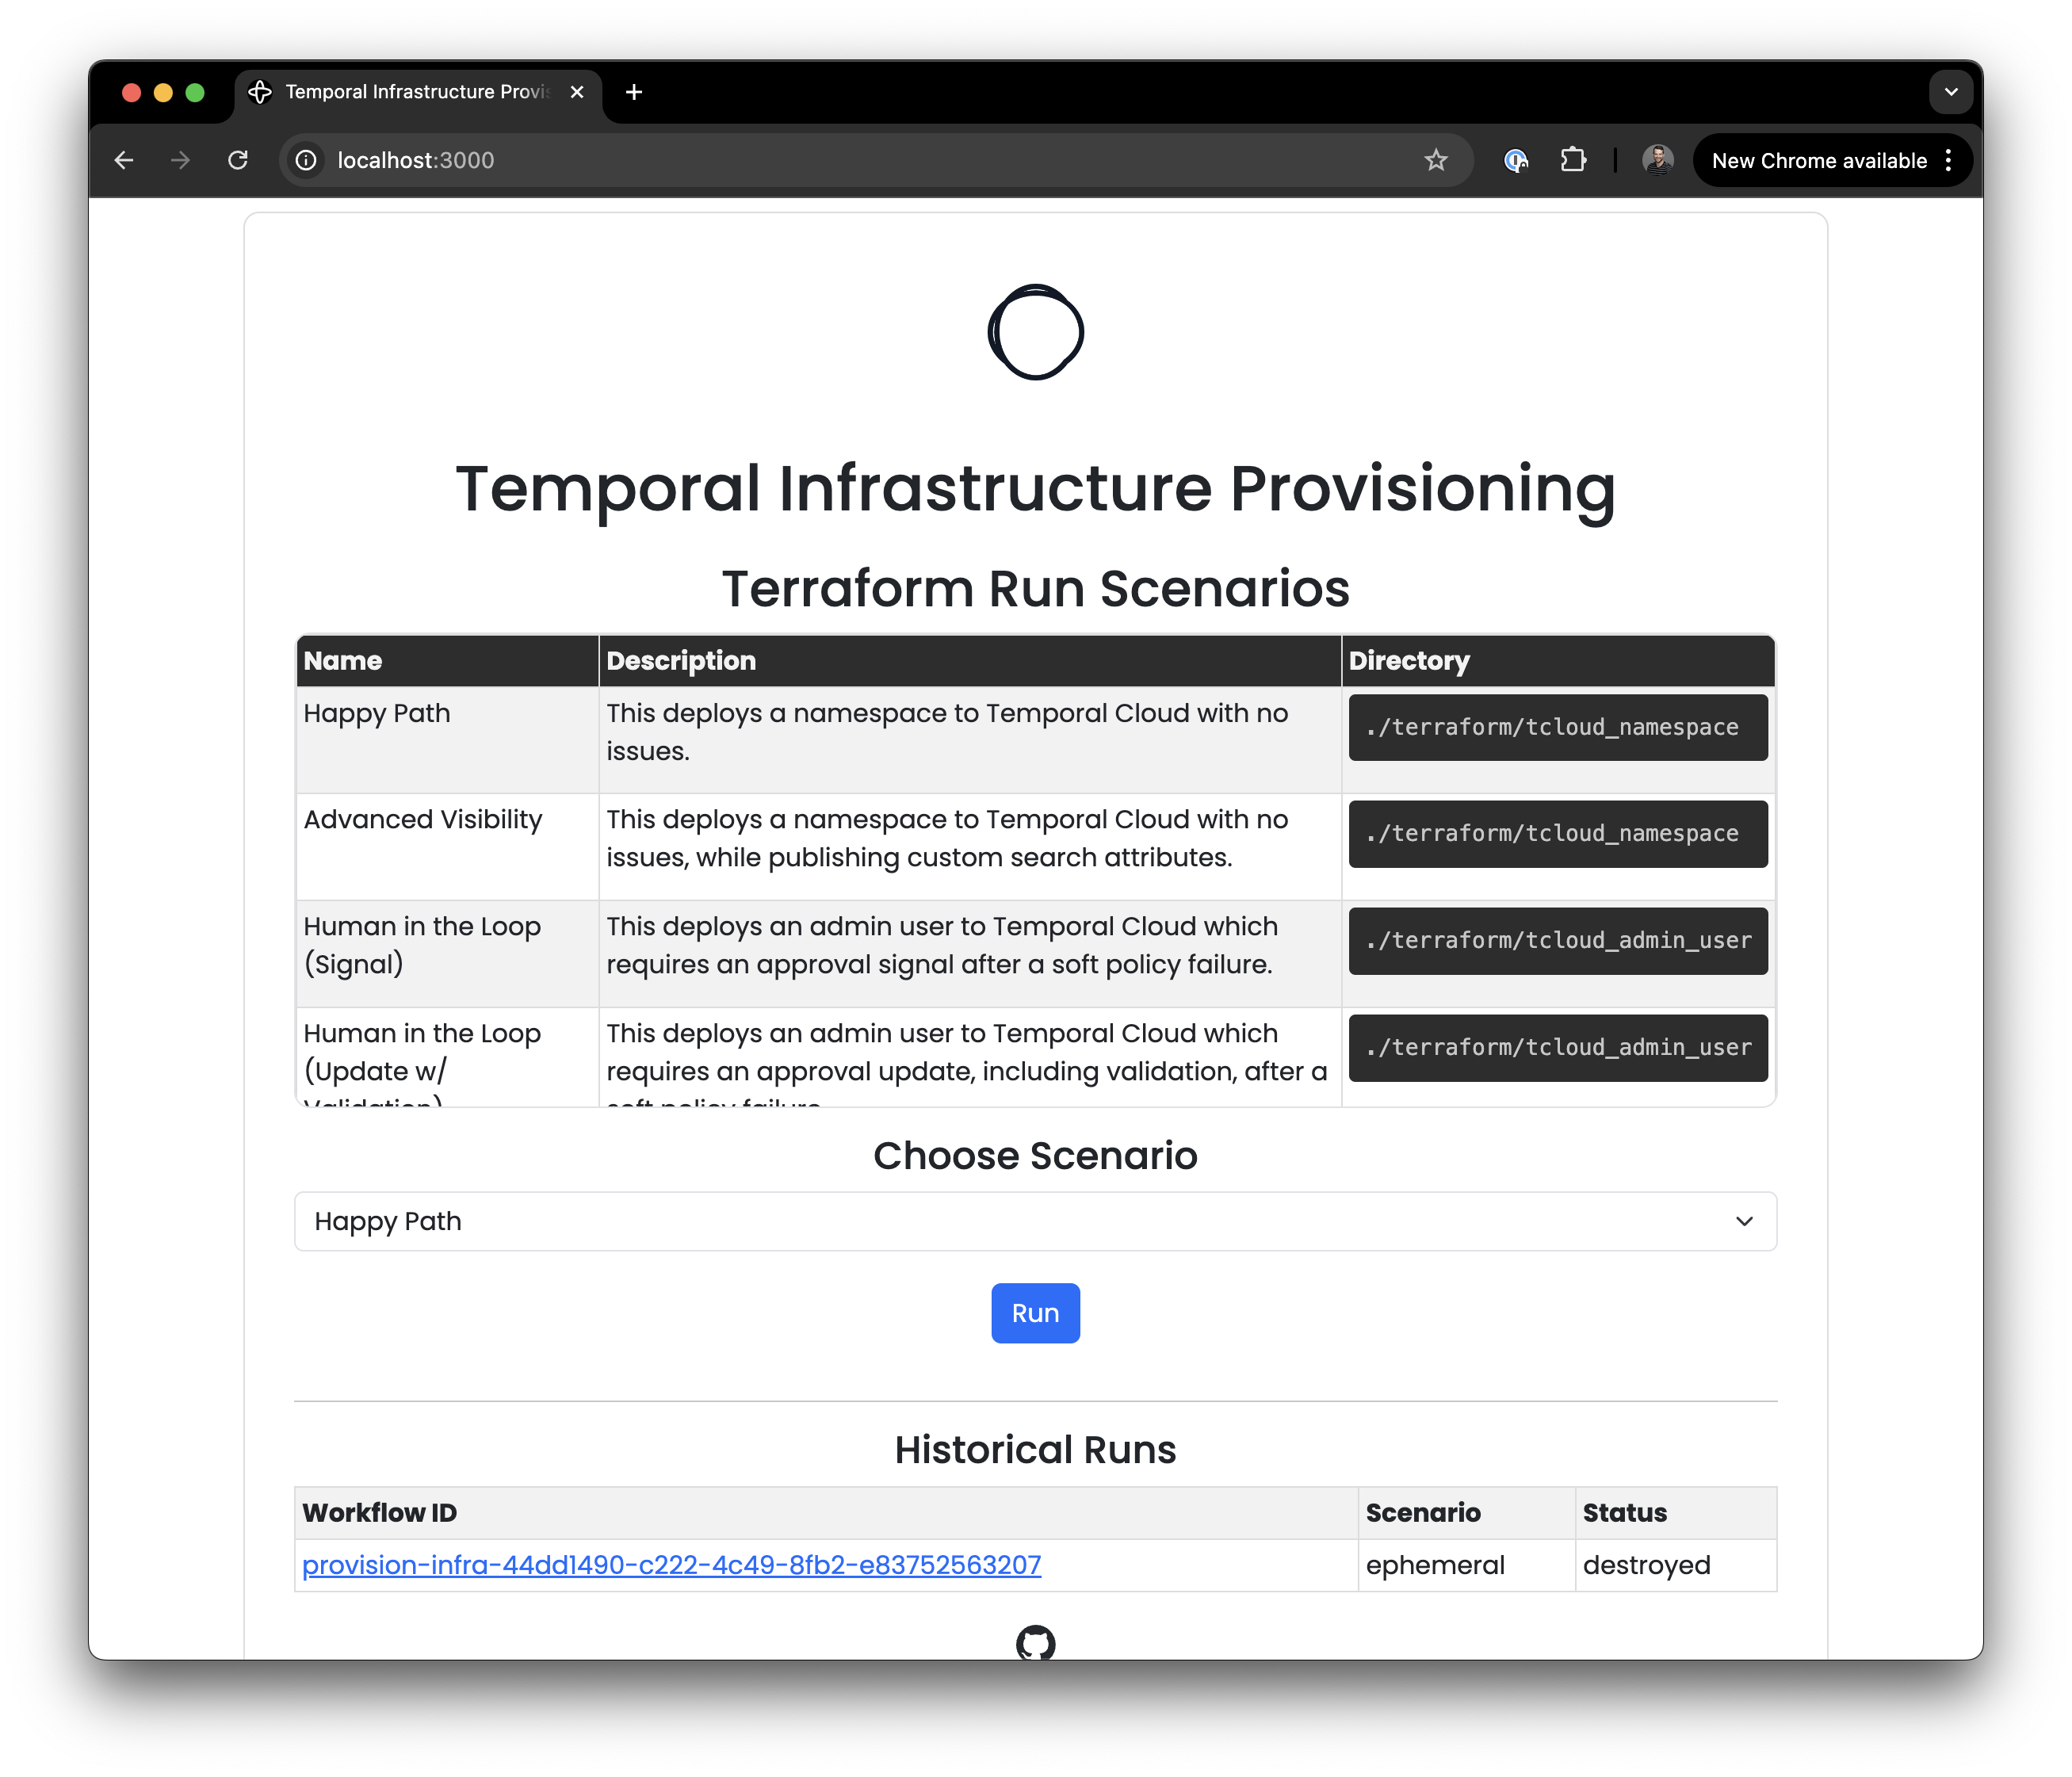 Temporal Infrastructure Provis
localhost:3000
New Chrome available
Temporal Infrastructure Provisioning
Terraform Run Scenarios
Name Description Directory
Happy Path
This deploys a namespace to Temporal Cloud with no
issues.
./terraform/tcloud_namespace
Advanced Visibility
This deploys a namespace to Temporal Cloud with no
issues, while publishing custom search attributes.
./terraform/tcloud_namespace
Human in the Loop
(Signal)
This deploys an admin user to Temporal Cloud which
requires an approval signal after a soft policy failure.
./terraform/tcloud_admin_user
Human in the Loop
(Update w/
Validation)
This deploys an admin user to Temporal Cloud which
requires an approval update, including validation, after a
soft policy failure
./terraform/tcloud_admin_user
Choose Scenario
Happy Path
Run
Historical Runs
Workflow ID Scenario Status
provision-infra-44dd1490-c222-4c49-8fb2-e83752563207 ephemeral destroyed